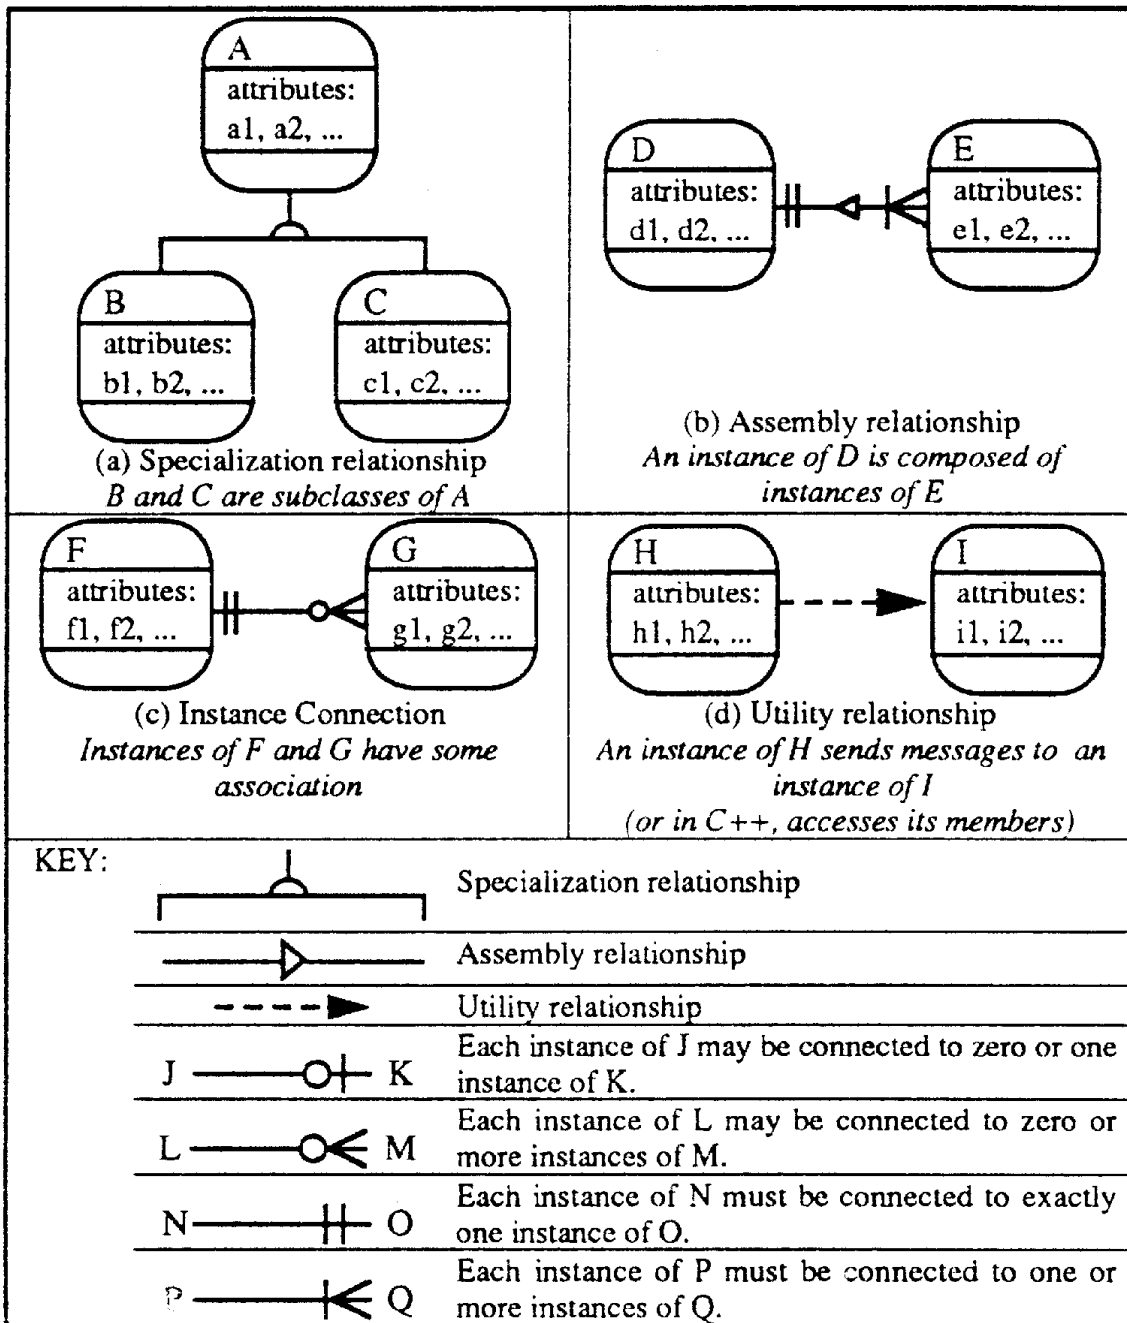 A
attributes:
a1, a2, ...
B
attributes:
b1, b2, ...
C
attributes:
c1, c2, ...
(a) Specialization relationship
B and C are subclasses of A
D
attributes:
d1, d2, ...
E
attributes:
e1, e2, ...
(b) Assembly relationship
An instance of D is composed of
instances of E
F
attributes:
f1, f2, ...
G
attributes:
g1, g2, ...
(c) Instance Connection
Instances of F and G have some
association
H
attributes:
h1, h2, ...
I
attributes:
i1, i2, ...
(d) Utility relationship
An instance of H sends messages to an
instance of I
(or in C++, accesses its members)
KEY:
Specialization relationship
Assembly relationship
Utility relationship
J K
Each instance of J may be connected to zero or one
instance of K.
L M
Each instance of L may be connected to zero or
more instances of M.
N O
Each instance of N must be connected to exactly
one instance of O.
P Q
Each instance of P must be connected to one or
more instances of Q.